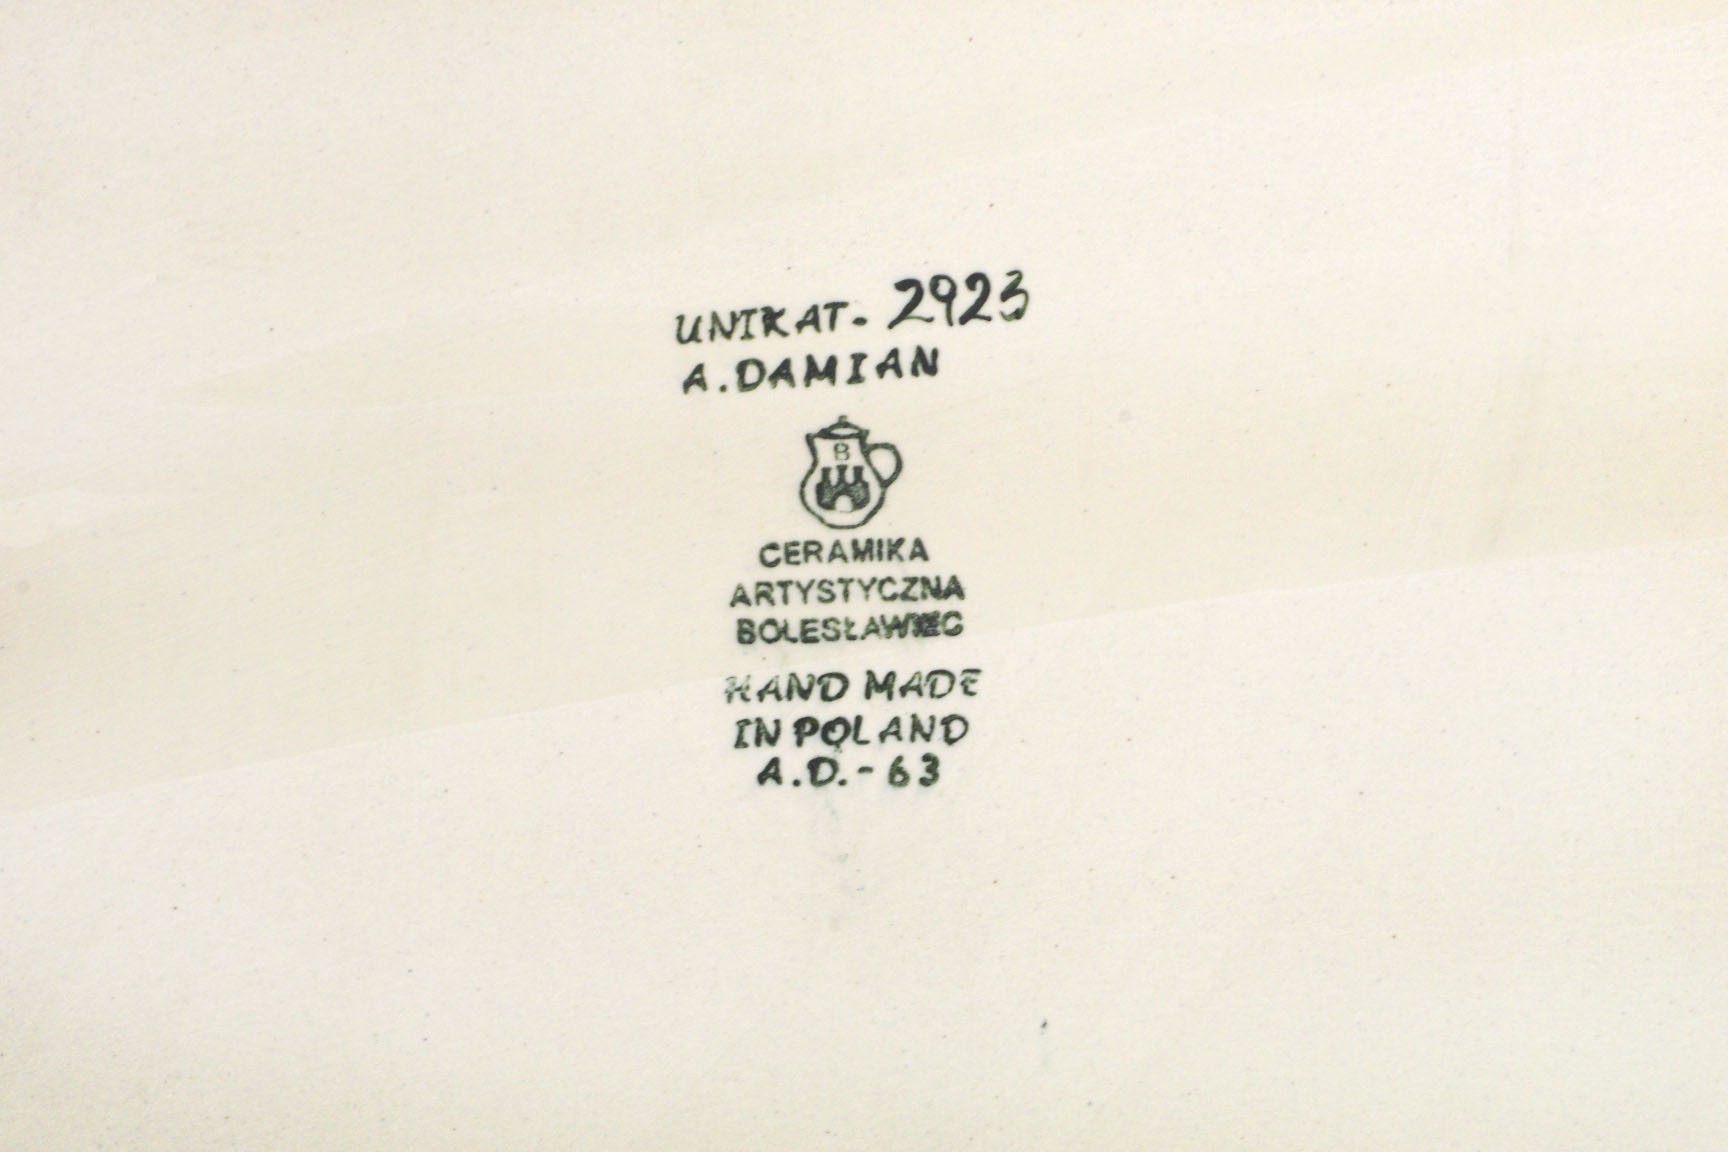 UNIKAT- 2923
A.DAMIAN
B
CERAMIKA
ARTYSTYCZNA
BOLESŁAWIEC
HAND MADE
IN POLAND
A.D.-63